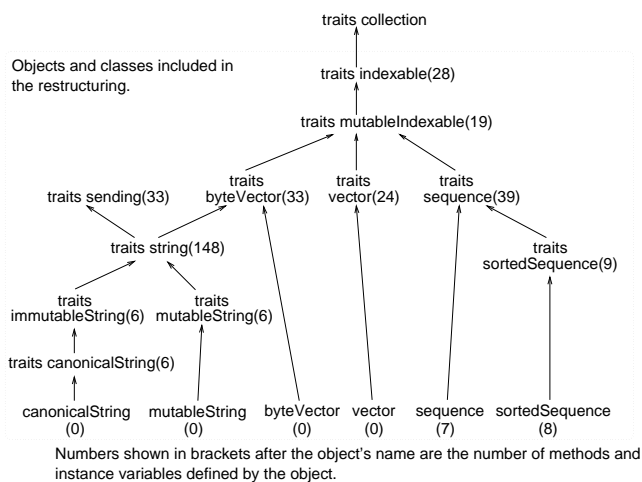 traits collection
Objects and classes included in
the restructuring.
traits indexable(28)
traits mutableIndexable(19)
traits sending(33)
traits
byteVector(33)
traits
vector(24)
traits
sequence(39)
traits string(148)
traits
sortedSequence(9)
traits
immutableString(6)
traits
mutableString(6)
traits canonicalString(6)
canonicalString
(0)
mutableString
(0)
byteVector
(0)
vector
(0)
sequence
(7)
sortedSequence
(8)
Numbers shown in brackets after the object's name are the number of methods and
instance variables defined by the object.